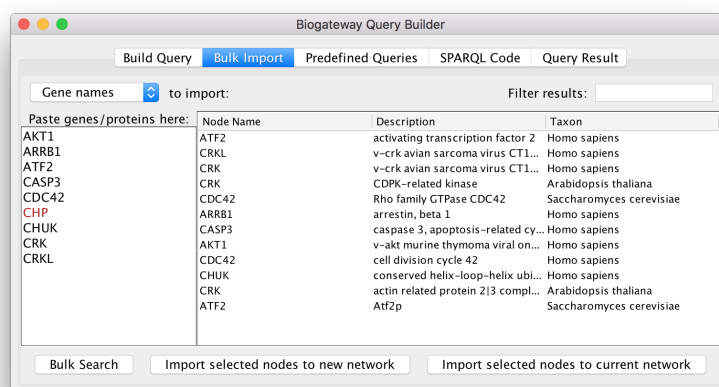 Biogateway Query Builder
Build Query Bulk Import Predefined Queries SPARQL Code Query Result
Gene names to import: Filter results:
Paste genes/proteins here:
AKT1
ARRB1
ATF2
CASP3
CDC42
CHP
CHUK
CRK
CRKL
Node Name Description Taxon
ATF2 activating transcription factor 2 Homo sapiens
CRKL v-crk avian sarcoma virus CT1... Homo sapiens
CRK v-crk avian sarcoma virus CT1... Homo sapiens
CRK CDPK-related kinase Arabidopsis thaliana
CDC42 Rho family GTPase CDC42 Saccharomyces cerevisiae
ARRB1 arrestin, beta 1 Homo sapiens
CASP3 caspase 3, apoptosis-related cy... Homo sapiens
AKT1 v-akt murine thymoma viral on... Homo sapiens
CDC42 cell division cycle 42 Homo sapiens
CHUK conserved helix-loop-helix ubi... Homo sapiens
CRK actin related protein 2|3 compl... Arabidopsis thaliana
ATF2 Atf2p Saccharomyces cerevisiae
Bulk Search Import selected nodes to new network Import selected nodes to current network